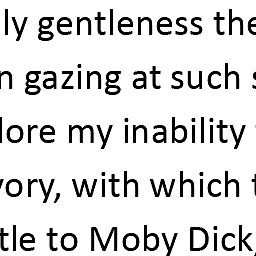 ly gentleness the
n gazing at such s
lore my inability
vory, with which t
tle to Moby Dick,